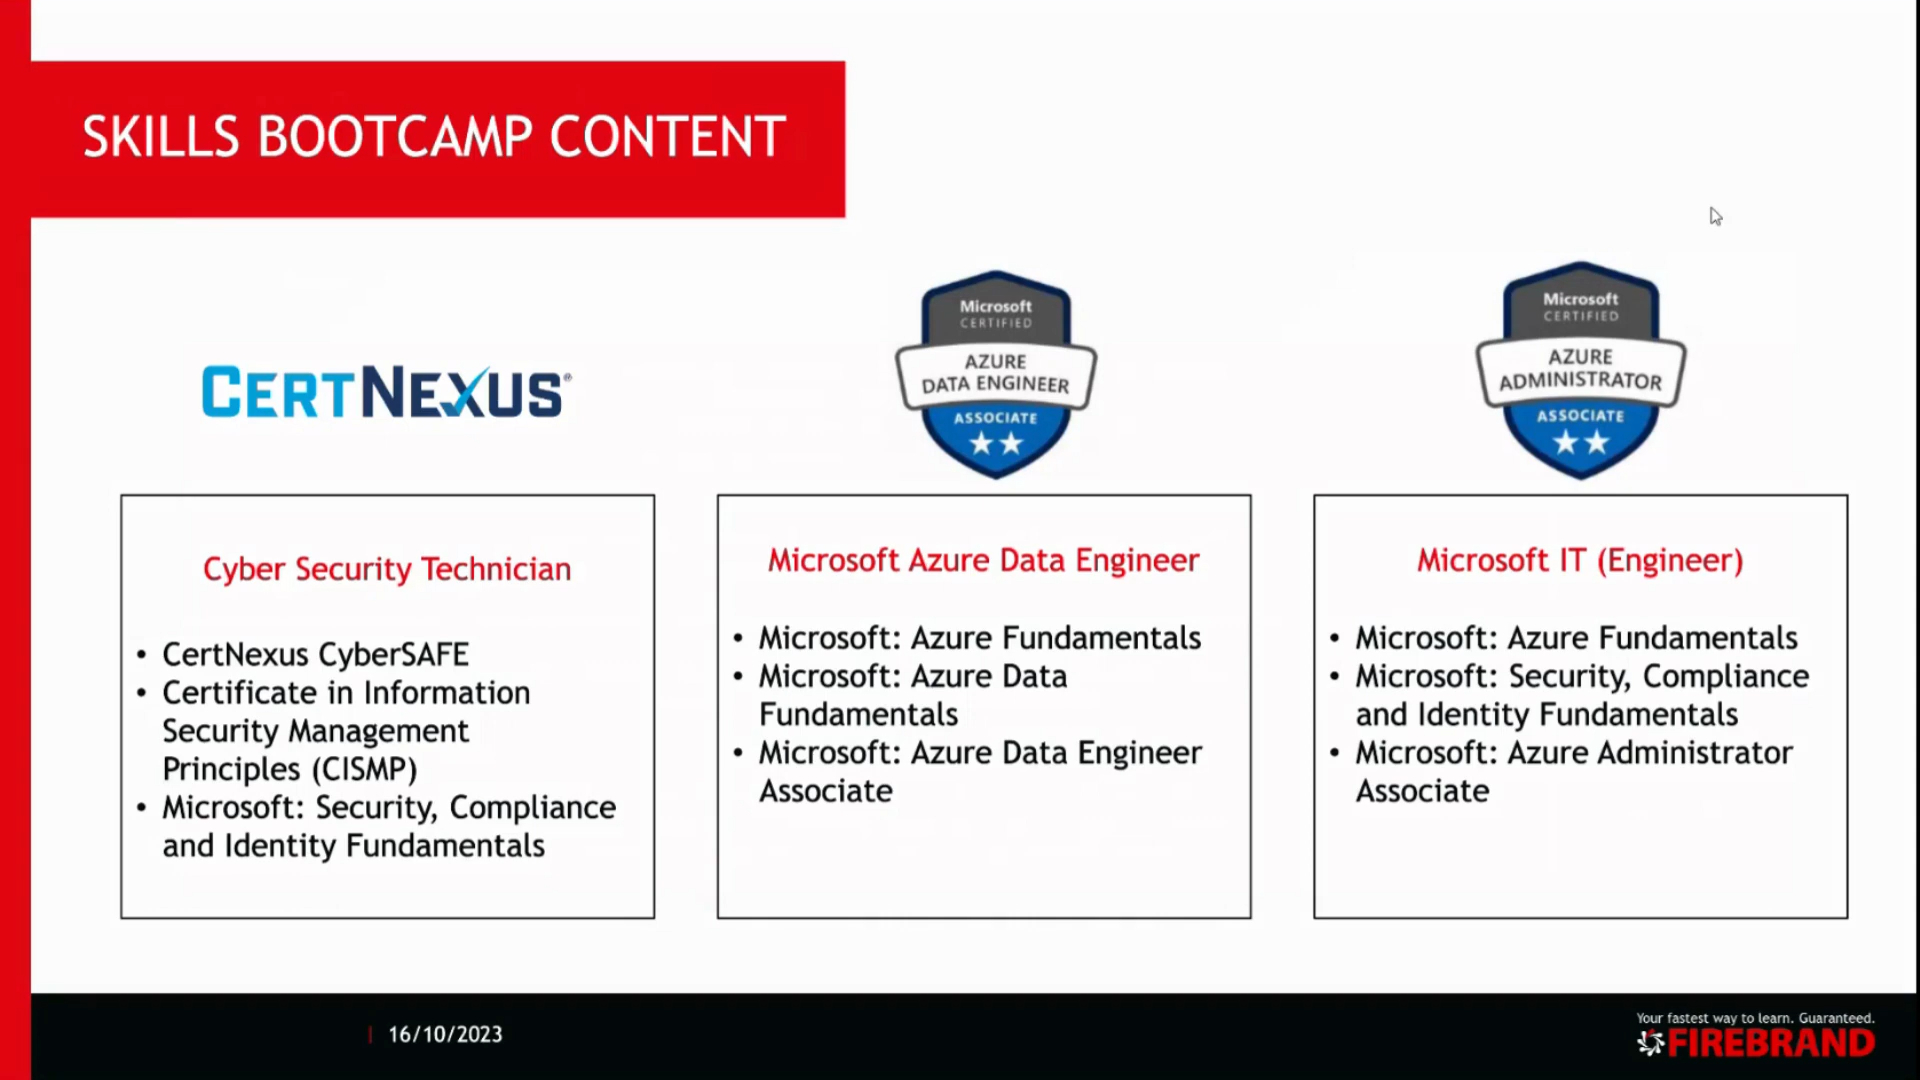 SKILLS BOOTCAMP CONTENT
CERTNEXUS®
Microsoft
CERTIFIED
AZURE
DATA ENGINEER
ASSOCIATE
Microsoft
CERTIFIED
AZURE
ADMINISTRATOR
ASSOCIATE
Cyber Security Technician
• CertNexus CyberSAFE
• Certificate in Information
Security Management
Principles (CISMP)
• Microsoft: Security, Compliance
and Identity Fundamentals
Microsoft Azure Data Engineer
• Microsoft: Azure Fundamentals
• Microsoft: Azure Data
Fundamentals
• Microsoft: Azure Data Engineer
Associate
Microsoft IT (Engineer)
• Microsoft: Azure Fundamentals
• Microsoft: Security, Compliance
and Identity Fundamentals
• Microsoft: Azure Administrator
Associate
| 16/10/2023
Your fastest way to learn. Guaranteed.
FIREBRAND